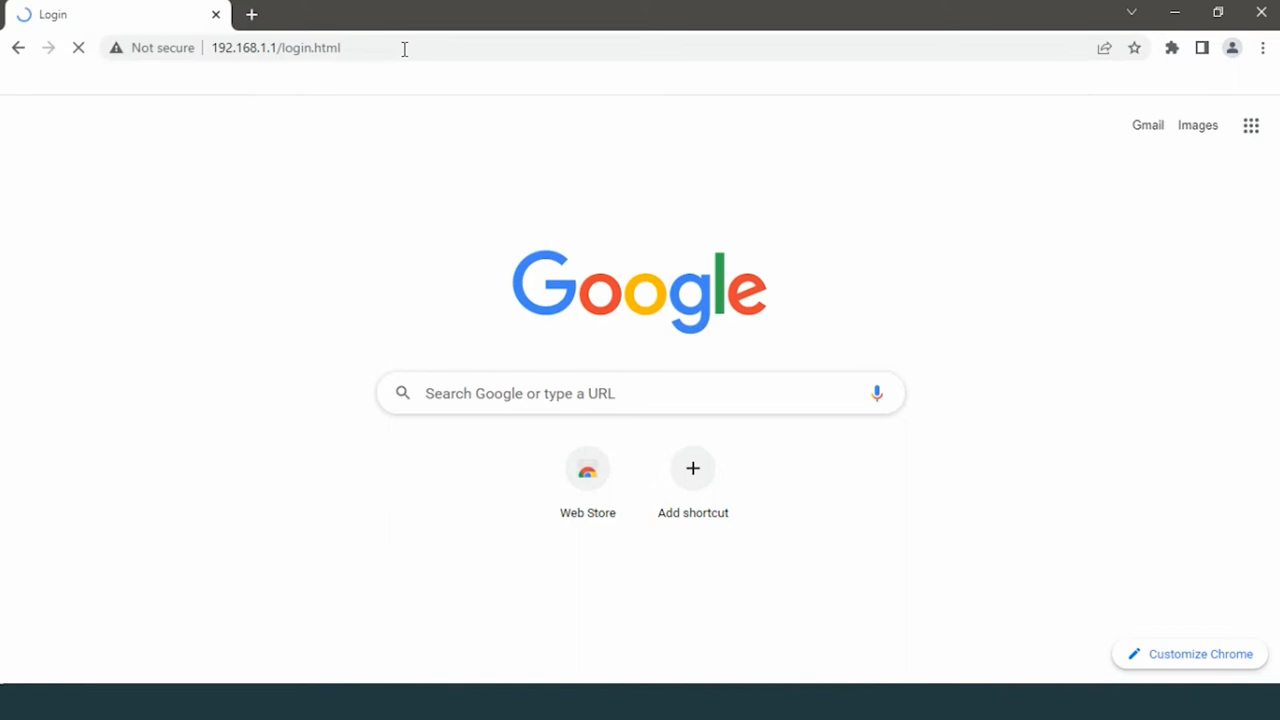 Login
Not secure 192.168.1.1/login.html
Gmail Images
Google
Search Google or type a URL
Web Store Add shortcut
Customize Chrome